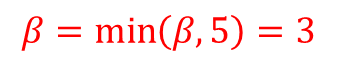 β = min(β, 5) = 3